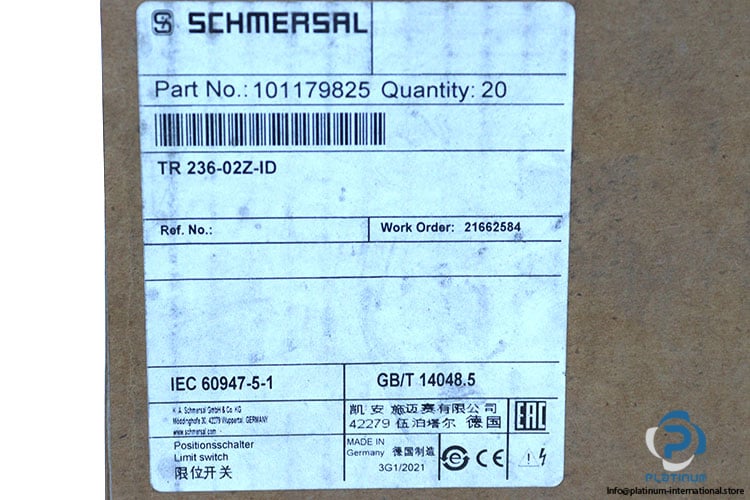 SCHMERSAL
Part No.: 101179825 Quantity: 20
TR 236-02Z-ID
Ref. No.:
Work Order: 21662584
IEC 60947-5-1
GB/T 14048.5
K. A. Schmersal GmbH & Co. KG
Möddinghofe 30, 42279 Wuppertal, GERMANY
www.schmersal.com
凯 安 施迈赛有限公司
42279 伍泊塔尔 德国
EAC
Positionsschalter
Limit switch
限位开关
MADE IN
Germany 德国制造
3G1/2021
e
CE
PLATINUM
INTERNATIONAL
info@platinum-international.store